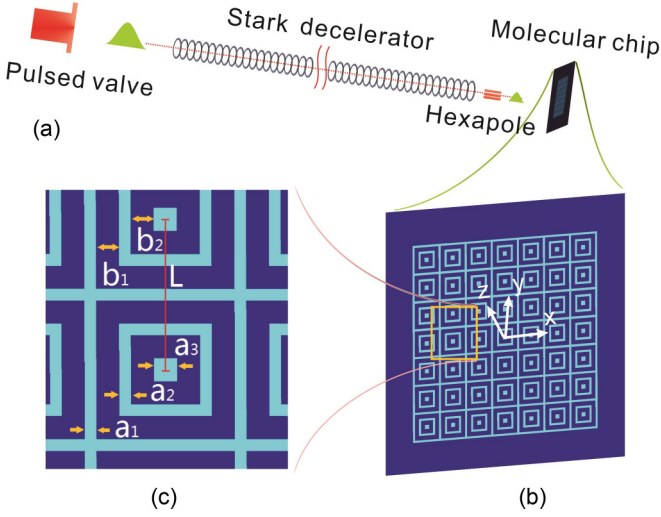 Stark decelerator
Molecular chip
Pulsed valve
(a)
Hexapole
b₂
b₁
L
a₃
a₂
a₁
z
y
x
(c)
(b)